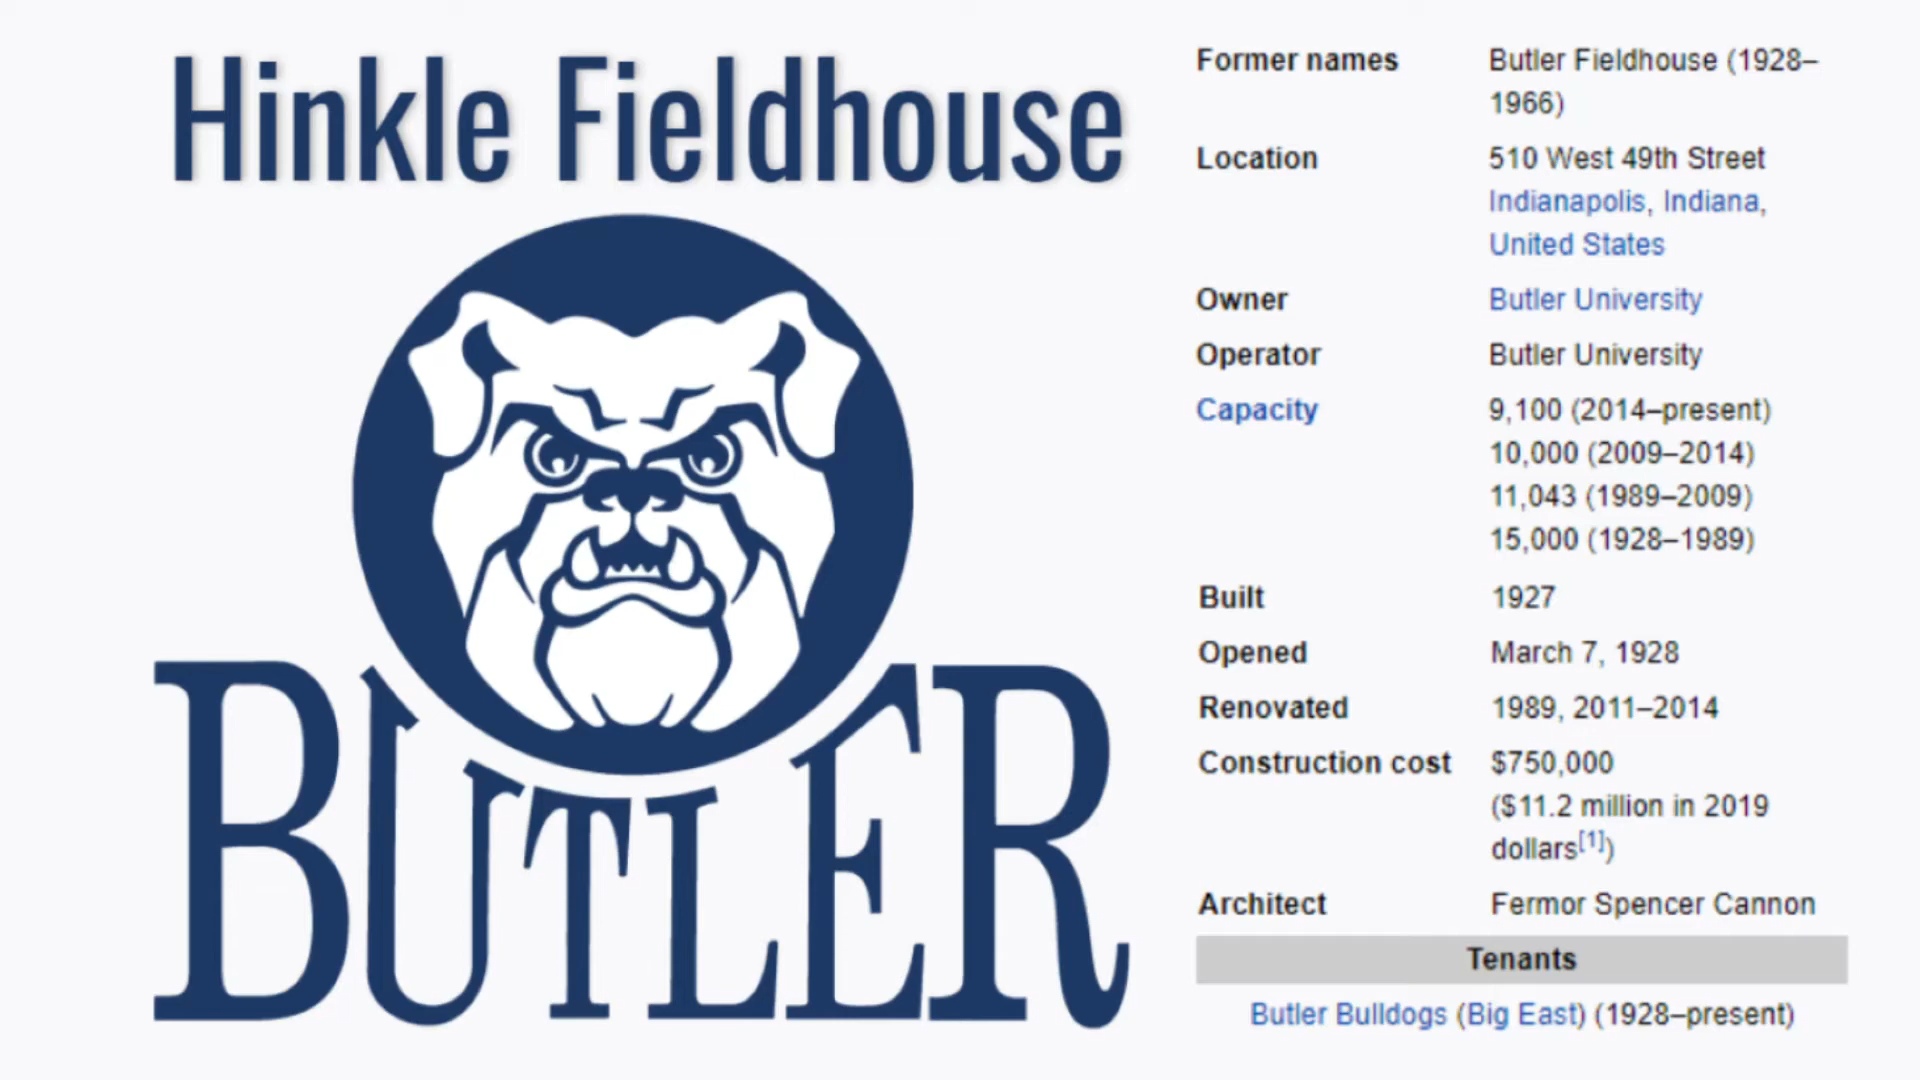 Hinkle Fieldhouse
BUTLER
Former names Butler Fieldhouse (1928–
1966)
Location 510 West 49th Street
Indianapolis, Indiana,
United States
Owner Butler University
Operator Butler University
Capacity 9,100 (2014–present)
10,000 (2009–2014)
11,043 (1989–2009)
15,000 (1928–1989)
Built 1927
Opened March 7, 1928
Renovated 1989, 2011–2014
Construction cost $750,000
($11.2 million in 2019
dollars[1])
Architect Fermor Spencer Cannon
Tenants
Butler Bulldogs (Big East) (1928–present)